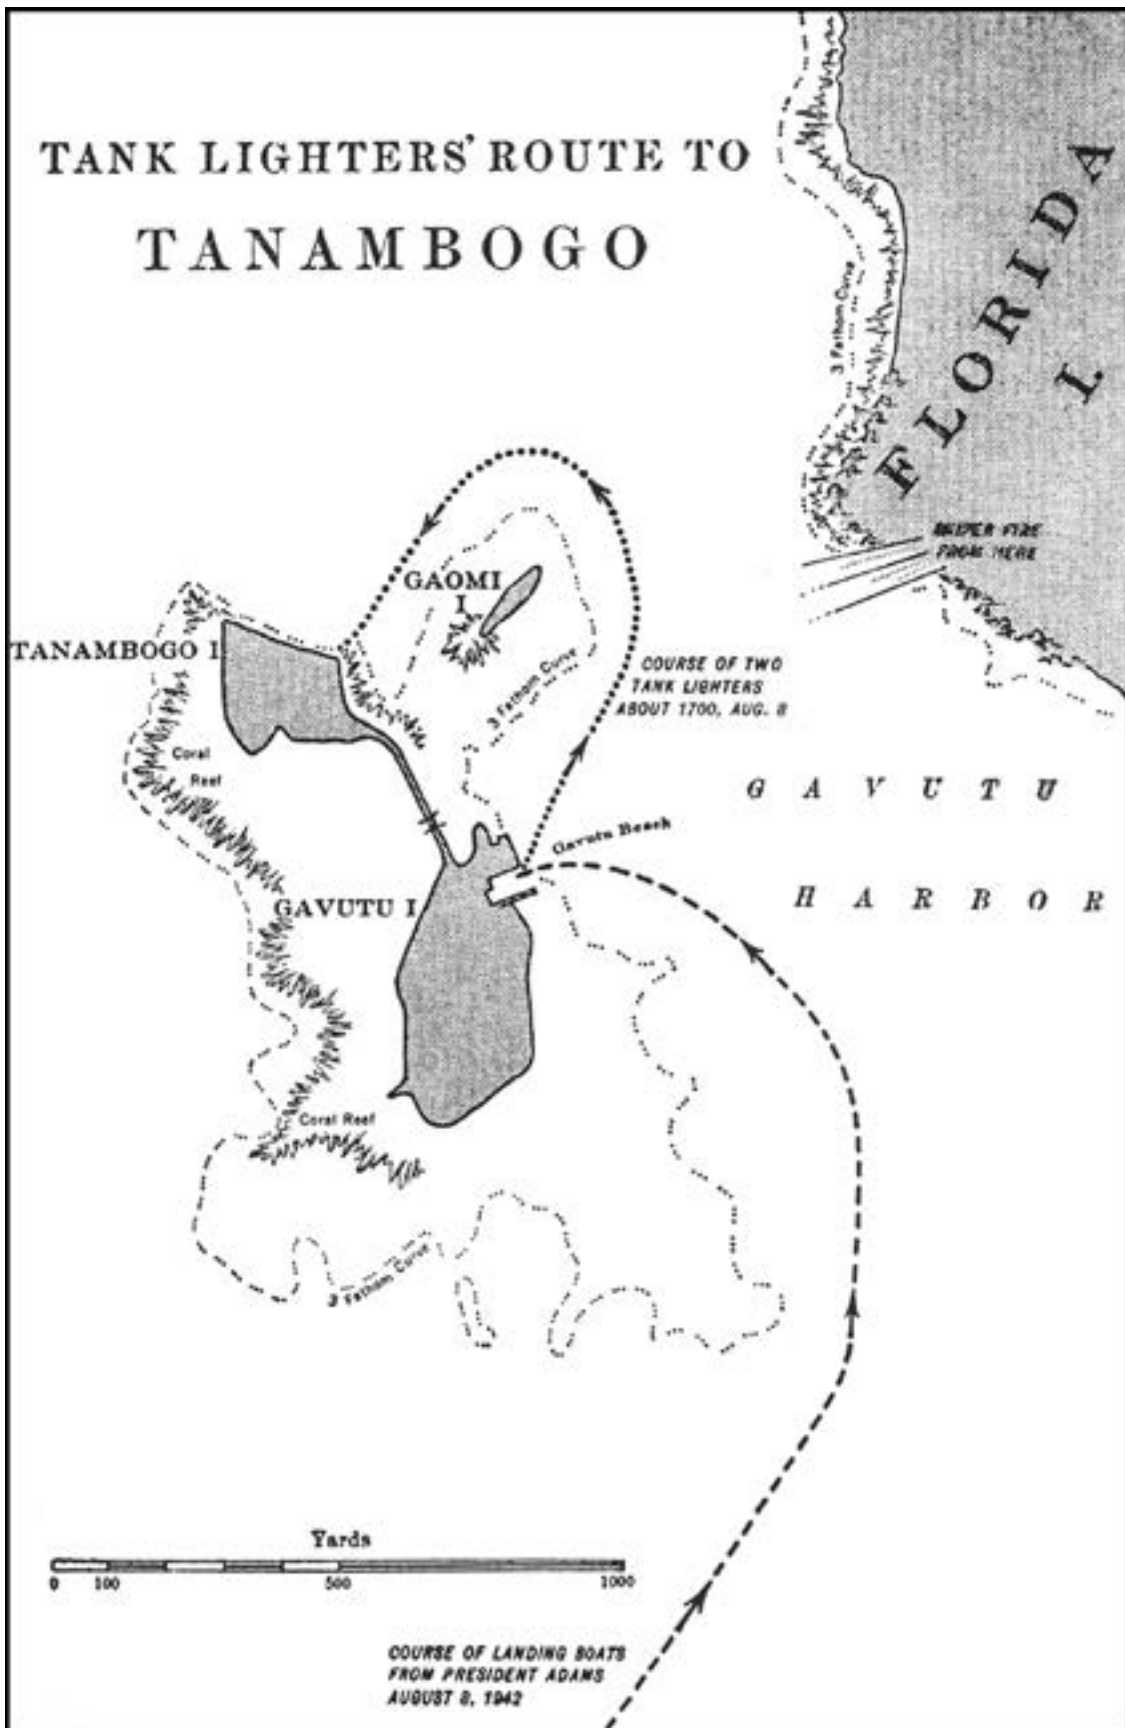 TANK LIGHTERS' ROUTE TO
TANAMBOGO
FLORIDA
I.
3 Fathom Curve
SNIPER FIRE
FROM HERE
GAOMI
I
TANAMBOGO I
3 Fathom Curve
COURSE OF TWO
TANK LIGHTERS
ABOUT 1700, AUG. 8
Coral
Reef
GAVUTU
HARBOR
Gavutu Beach
GAVUTU I
Coral Reef
3 Fathom Curve
Yards
0 100 500 1000
COURSE OF LANDING BOATS
FROM PRESIDENT ADAMS
AUGUST 8, 1942